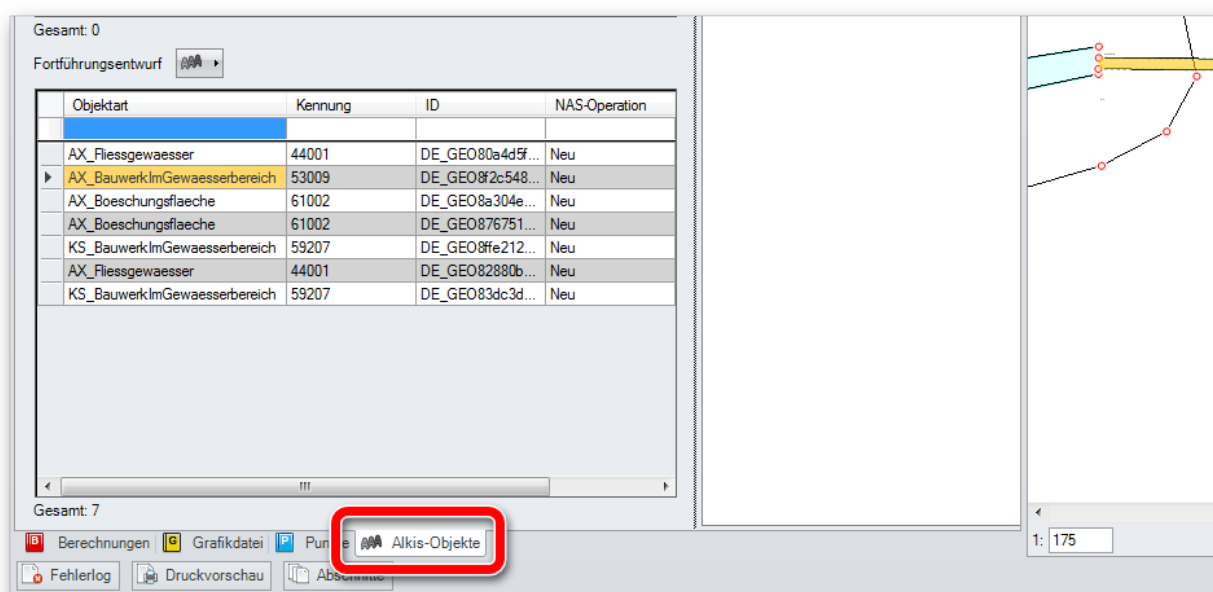 Gesamt: 0
Fortführungsentwurf
Objektart Kennung ID NAS-Operation
AX_Fliessgewaesser 44001 DE_GEO80a4d5f... Neu
AX_BauwerkImGewaesserbereich 53009 DE_GEO8f2c548... Neu
AX_Boeschungsflaeche 61002 DE_GEO8a304e... Neu
AX_Boeschungsflaeche 61002 DE_GEO876751... Neu
KS_BauwerkImGewaesserbereich 59207 DE_GEO8ffe212... Neu
AX_Fliessgewaesser 44001 DE_GEO82880b... Neu
KS_BauwerkImGewaesserbereich 59207 DE_GEO83dc3d... Neu
Gesamt: 7
B Berechnungen G Grafikdatei P Punkte Alkis-Objekte
1: 175
Fehlerlog Druckvorschau Abschnitte